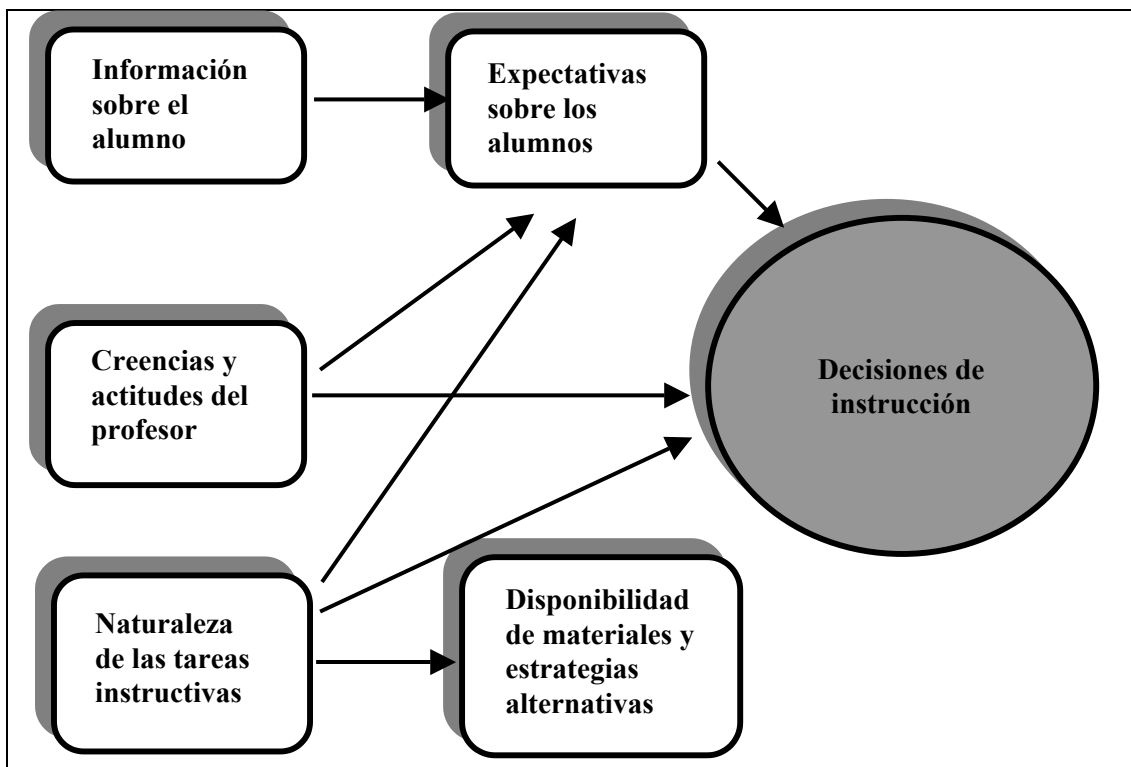 Información
sobre el
alumno
Expectativas
sobre los
alumnos
Creencias y
actitudes del
profesor
Decisiones de
instrucción
Naturaleza
de las tareas
instructivas
Disponibilidad
de materiales y
estrategias
alternativas